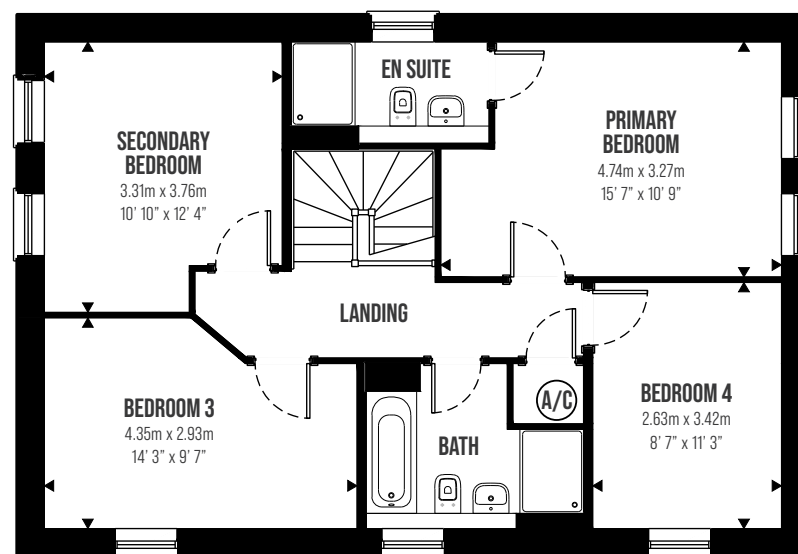 EN SUITE
SECONDARY
BEDROOM
3.31m x 3.76m
10' 10" x 12' 4"
PRIMARY
BEDROOM
4.74m x 3.27m
15' 7" x 10' 9"
LANDING
BEDROOM 3
4.35m x 2.93m
14' 3" x 9' 7"
BATH
A/C
BEDROOM 4
2.63m x 3.42m
8' 7" x 11' 3"